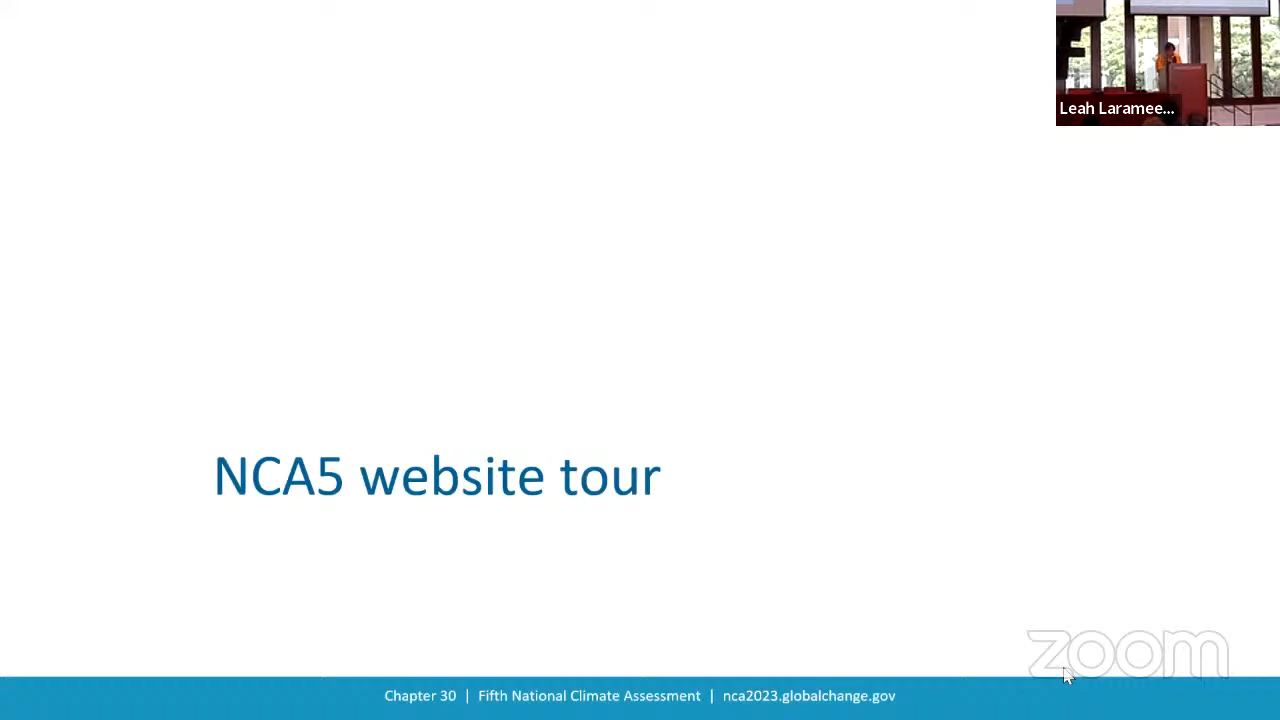 Leah Laramee...
NCA5 website tour
zoom
Chapter 30 | Fifth National Climate Assessment | nca2023.globalchange.gov